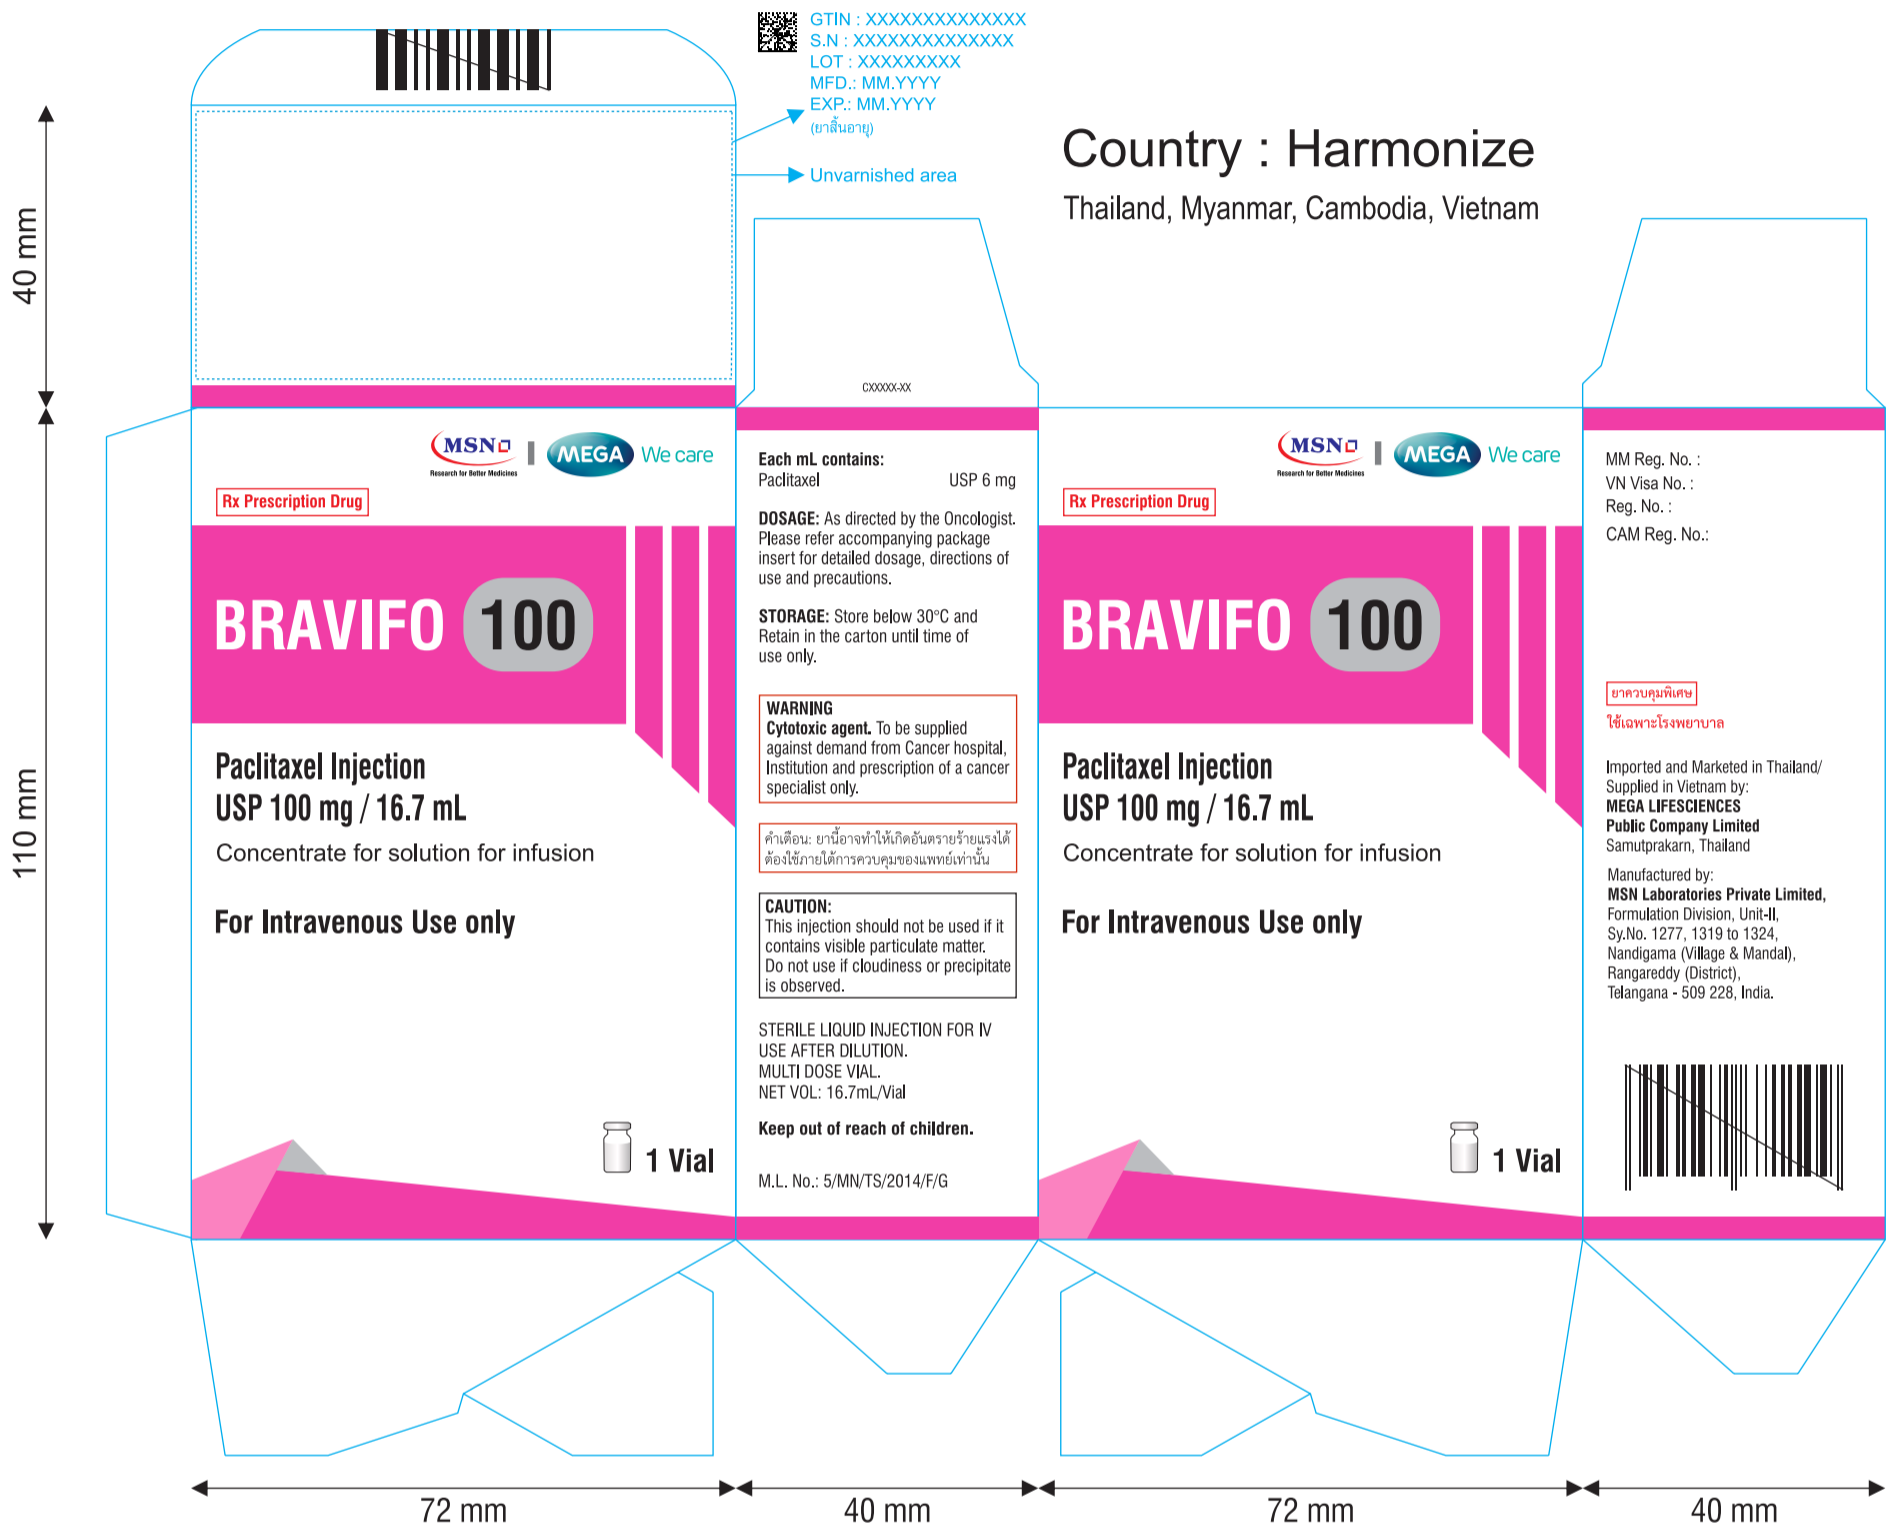 GTIN : XXXXXXXXXXXXXX
S.N : XXXXXXXXXXXXXX
LOT : XXXXXXXXX
MFD.: MM.YYYY
EXP.: MM.YYYY
(ยาสิ้นอายุ)
Unvarnished area
Country : Harmonize
Thailand, Myanmar, Cambodia, Vietnam
40 mm
110 mm
MSN
Research for Better Medicines
MEGA We care
Rx Prescription Drug
BRAVIFO 100
Paclitaxel Injection
USP 100 mg / 16.7 mL
Concentrate for solution for infusion
For Intravenous Use only
1 Vial
CXXXXX-XX
Each mL contains:
Paclitaxel USP 6 mg
DOSAGE: As directed by the Oncologist.
Please refer accompanying package
insert for detailed dosage, directions of
use and precautions.
STORAGE: Store below 30°C and
Retain in the carton until time of
use only.
WARNING
Cytotoxic agent. To be supplied
against demand from Cancer hospital,
Institution and prescription of a cancer
specialist only.
คำเตือน: ยานี้อาจทำให้เกิดอันตรายร้ายแรงได้
ต้องใช้ภายใต้การควบคุมของแพทย์เท่านั้น
CAUTION:
This injection should not be used if it
contains visible particulate matter.
Do not use if cloudiness or precipitate
is observed.
STERILE LIQUID INJECTION FOR IV
USE AFTER DILUTION.
MULTI DOSE VIAL.
NET VOL: 16.7mL/Vial
Keep out of reach of children.
M.L. No.: 5/MN/TS/2014/F/G
MSN
Research for Better Medicines
MEGA We care
Rx Prescription Drug
BRAVIFO 100
Paclitaxel Injection
USP 100 mg / 16.7 mL
Concentrate for solution for infusion
For Intravenous Use only
1 Vial
MM Reg. No. :
VN Visa No. :
Reg. No. :
CAM Reg. No.:
ยาควบคุมพิเศษ
ใช้เฉพาะโรงพยาบาล
Imported and Marketed in Thailand/
Supplied in Vietnam by:
MEGA LIFESCIENCES
Public Company Limited
Samutprakarn, Thailand
Manufactured by:
MSN Laboratories Private Limited,
Formulation Division, Unit-II,
Sy.No. 1277, 1319 to 1324,
Nandigama (Village & Mandal),
Rangareddy (District),
Telangana - 509 228, India.
72 mm
40 mm
72 mm
40 mm